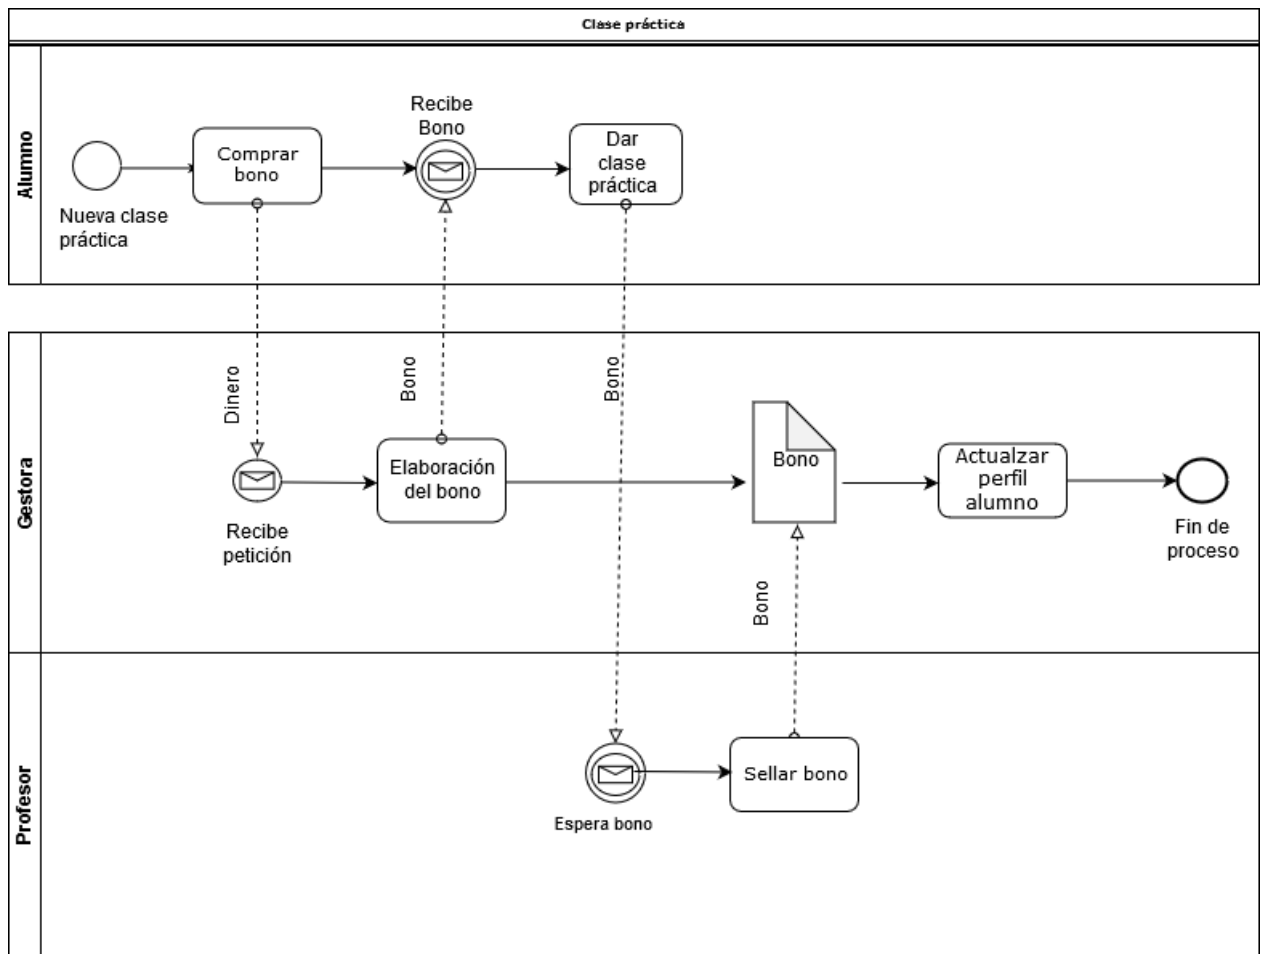 Clase práctica
Alumno
Nueva clase
práctica
Comprar
bono
Recibe
Bono
Dar
clase
práctica
Dinero
Bono
Bono
Gestora
Recibe
petición
Elaboración
del bono
Bono
Actualzar
perfil
alumno
Fin de
proceso
Bono
Profesor
Espera bono
Sellar bono